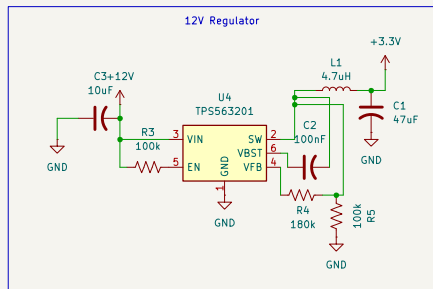 12V Regulator
+3.3V
L1
4.7uH
C3
+12V
10uF
U4
TPS563201
C1
47uF
C2
100nF
R3
100k
3
VIN
SW
2
VBST
6
5
EN
VFB
4
GND
1
GND
GND
GND
R4
180k
100k
R5
GND